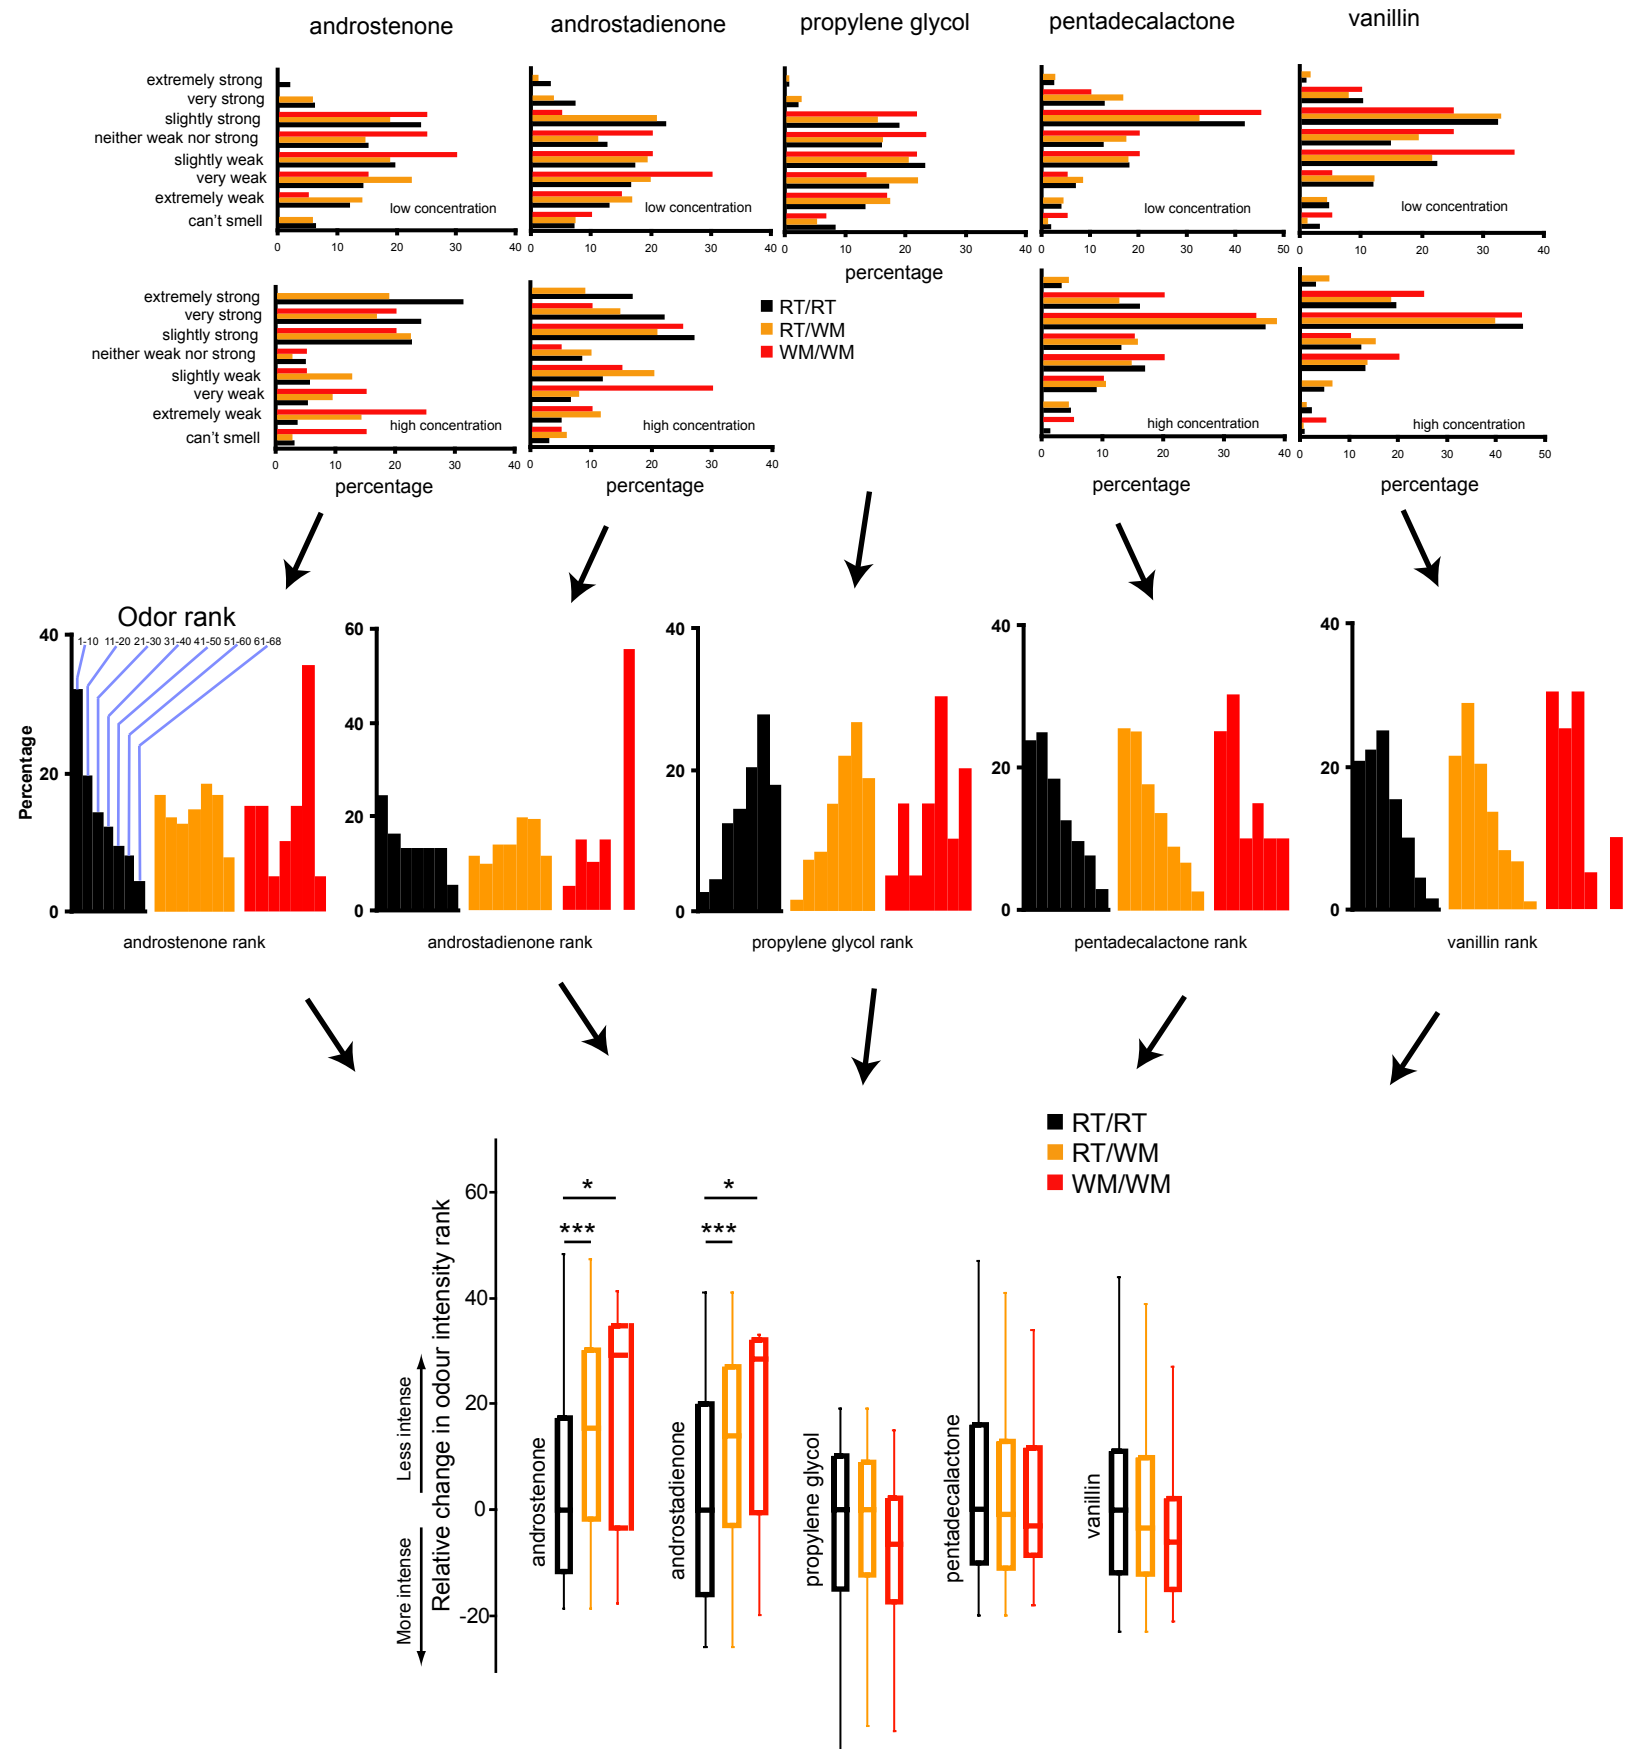 androstenone androstadienone propylene glycol pentadecalactone vanillin
extremely strong
very strong
slightly strong
neither weak nor strong
slightly weak
very weak
extremely weak
can't smell
low concentration low concentration low concentration low concentration
0 10 20 30 40 0 10 20 30 40 0 10 20 30 40 0 10 20 30 40 50 0 10 20 30 40
percentage
extremely strong
very strong
slightly strong
neither weak nor strong
slightly weak
very weak
extremely weak
can't smell
RT/RT
RT/WM
WM/WM
high concentration high concentration high concentration high concentration
0 10 20 30 40 0 10 20 30 40 0 10 20 30 40 0 10 20 30 40 50
percentage percentage percentage percentage
Odor rank
1-10 11-20 21-30 31-40 41-50 51-60 61-68
Percentage
40
20
0
60
40
20
0
40
20
0
40
20
0
40
20
0
androstenone rank androstadienone rank propylene glycol rank pentadecalactone rank vanillin rank
RT/RT
RT/WM
WM/WM
Relative change in odour intensity rank
Less intense
More intense
60
40
20
0
-20
* *
*** ***
androstenone
androstadienone
propylene glycol
pentadecalactone
vanillin